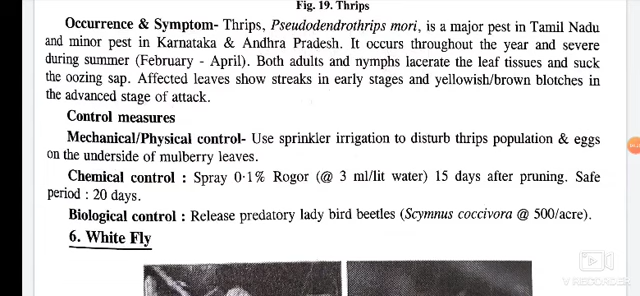 Fig. 19. Thrips
Occurrence & Symptom- Thrips, Pseudodendrothrips mori, is a major pest in Tamil Nadu
and minor pest in Karnataka & Andhra Pradesh. It occurs throughout the year and severe
during summer (February - April). Both adults and nymphs lacerate the leaf tissues and suck
the oozing sap. Affected leaves show streaks in early stages and yellowish/brown blotches in
the advanced stage of attack.
Control measures
Mechanical/Physical control- Use sprinkler irrigation to disturb thrips population & eggs
on the underside of mulberry leaves.
Chemical control : Spray 0·1% Rogor (@ 3 ml/lit water) 15 days after pruning. Safe
period : 20 days.
Biological control : Release predatory lady bird beetles (Scymnus coccivora @ 500/acre).
6. White Fly
V RECORDER